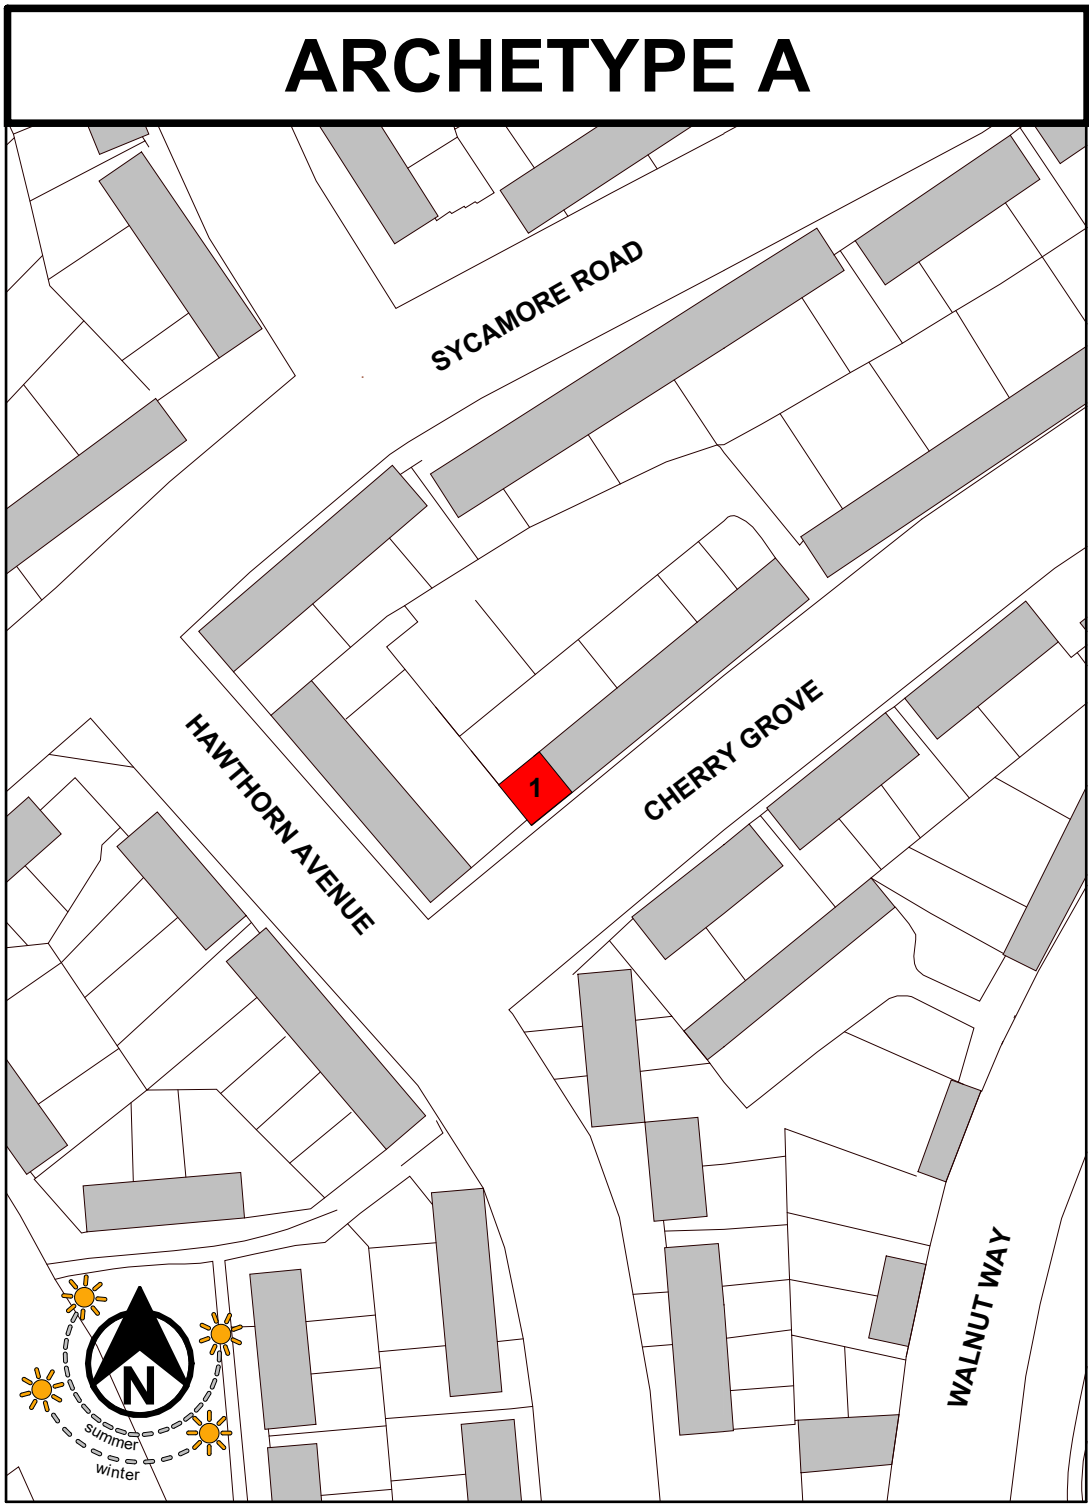 ARCHETYPE A
SYCAMORE ROAD
HAWTHORN AVENUE
CHERRY GROVE
1
WALNUT WAY
N
summer
winter